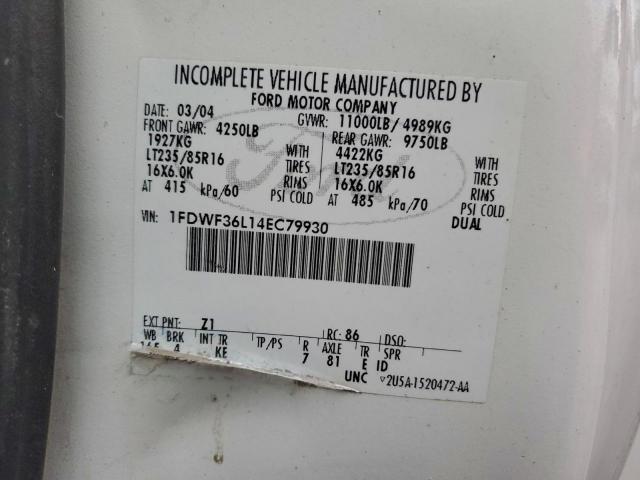 INCOMPLETE VEHICLE MANUFACTURED BY
FORD MOTOR COMPANY
DATE: 03/04 GVWR: 11000LB/ 4989KG
FRONT GAWR: 4250LB REAR GAWR: 9750LB
1927KG WITH 4422KG WITH
LT235/85R16 TIRES LT235/85R16 TIRES
16X6.0K RIMS 16X6.0K RIMS
AT 415 kPa/60 PSI COLD AT 485 kPa/70 PSI COLD
DUAL
VIN: 1FDWF36L14EC79930
Ford
EXT PNT: Z1 RC: 86 DSO:
WB BRK INT TR TP/PS R AXLE TR SPR
165 4 KE 7 81 E ID
UNC 2U5A-1520472-AA